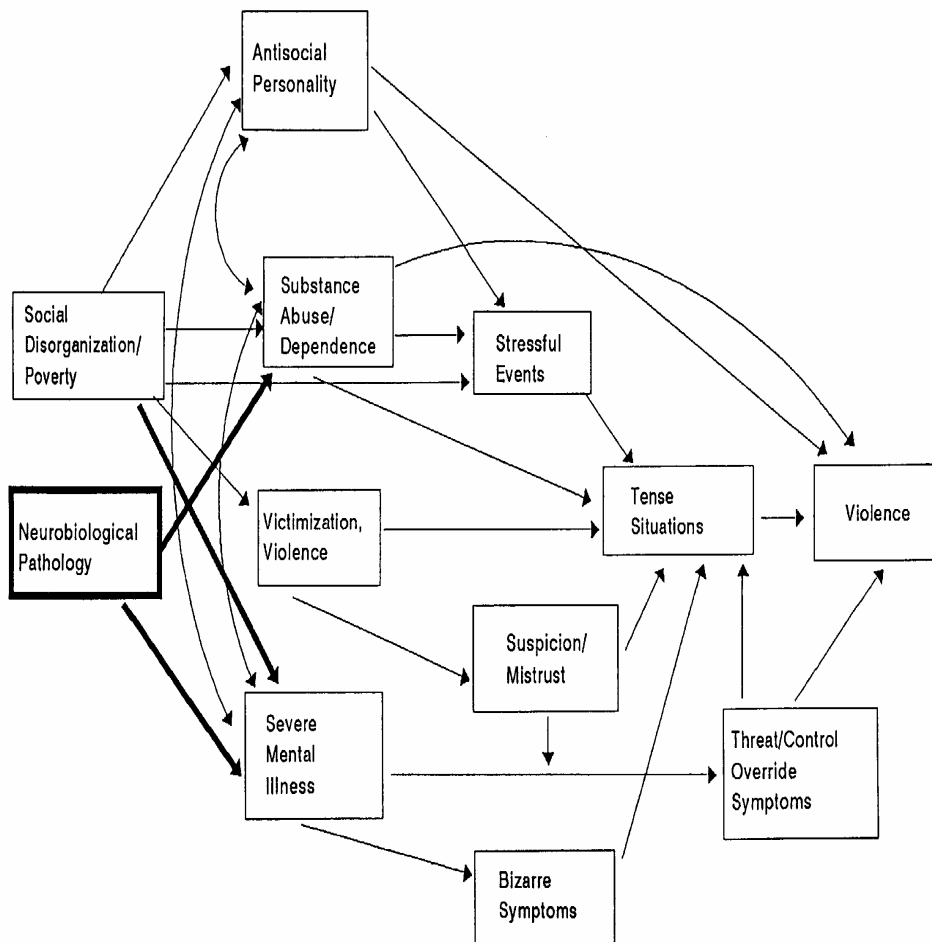 Antisocial
Personality
Substance
Abuse/
Dependence
Social
Disorganization/
Poverty
Stressful
Events
Neurobiological
Pathology
Victimization,
Violence
Tense
Situations
Violence
Suspicion/
Mistrust
Severe
Mental
Illness
Threat/Control
Override
Symptoms
Bizarre
Symptoms